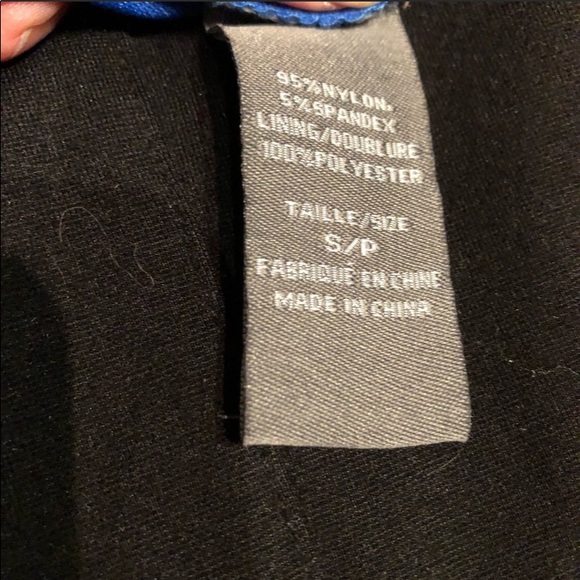 95%NYLON,
5%SPANDEX
LINING/DOUBLURE
100%POLYESTER
TAILLE/SIZE
S/P
FABRIQUE EN CHINE
MADE IN CHINA